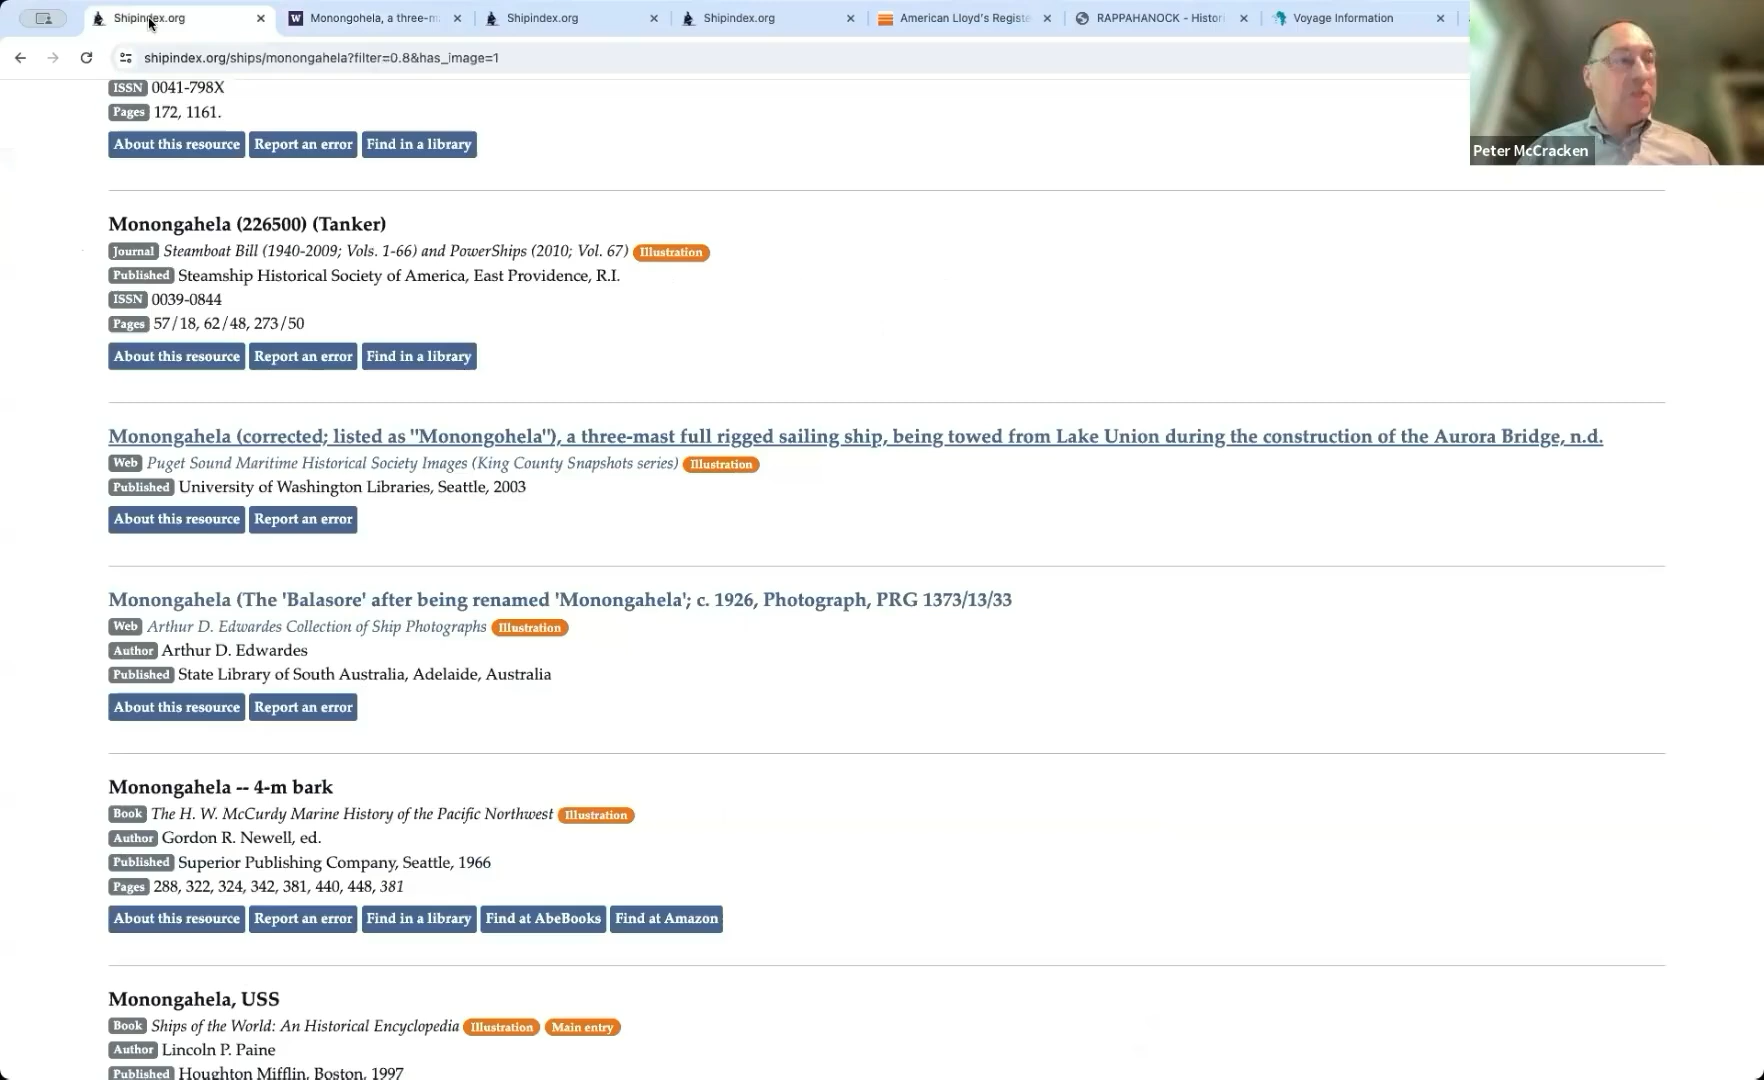 Shipindex.org
Monongohela, a three-m
Shipindex.org
Shipindex.org
American Lloyd's Registe
RAPPAHANOCK - Histori
Voyage Information
shipindex.org/ships/monongahela?filter=0.8&has_image=1
Peter McCracken
ISSN 0041-798X
Pages 172, 1161.
About this resource Report an error Find in a library
Monongahela (226500) (Tanker)
Journal Steamboat Bill (1940-2009; Vols. 1-66) and PowerShips (2010; Vol. 67) Illustration
Published Steamship Historical Society of America, East Providence, R.I.
ISSN 0039-0844
Pages 57/18, 62/48, 273/50
About this resource Report an error Find in a library
Monongahela (corrected; listed as "Monongohela"), a three-mast full rigged sailing ship, being towed from Lake Union during the construction of the Aurora Bridge, n.d.
Web Puget Sound Maritime Historical Society Images (King County Snapshots series) Illustration
Published University of Washington Libraries, Seattle, 2003
About this resource Report an error
Monongahela (The 'Balasore' after being renamed 'Monongahela'; c. 1926, Photograph, PRG 1373/13/33
Web Arthur D. Edwardes Collection of Ship Photographs Illustration
Author Arthur D. Edwardes
Published State Library of South Australia, Adelaide, Australia
About this resource Report an error
Monongahela -- 4-m bark
Book The H. W. McCurdy Marine History of the Pacific Northwest Illustration
Author Gordon R. Newell, ed.
Published Superior Publishing Company, Seattle, 1966
Pages 288, 322, 324, 342, 381, 440, 448, 381
About this resource Report an error Find in a library Find at AbeBooks Find at Amazon
Monongahela, USS
Book Ships of the World: An Historical Encyclopedia Illustration Main entry
Author Lincoln P. Paine
Published Houghton Mifflin, Boston, 1997